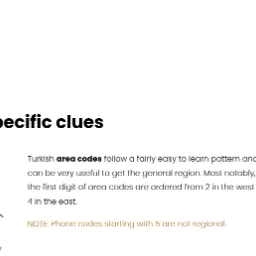 pecific clues
Turkish area codes follow a fairly easy to learn pattern and
can be very useful to get the general region. Most notably,
the first digit of area codes are ordered from 2 in the west
4 in the east.
NOTE: Phone codes starting with 5 are not regional.